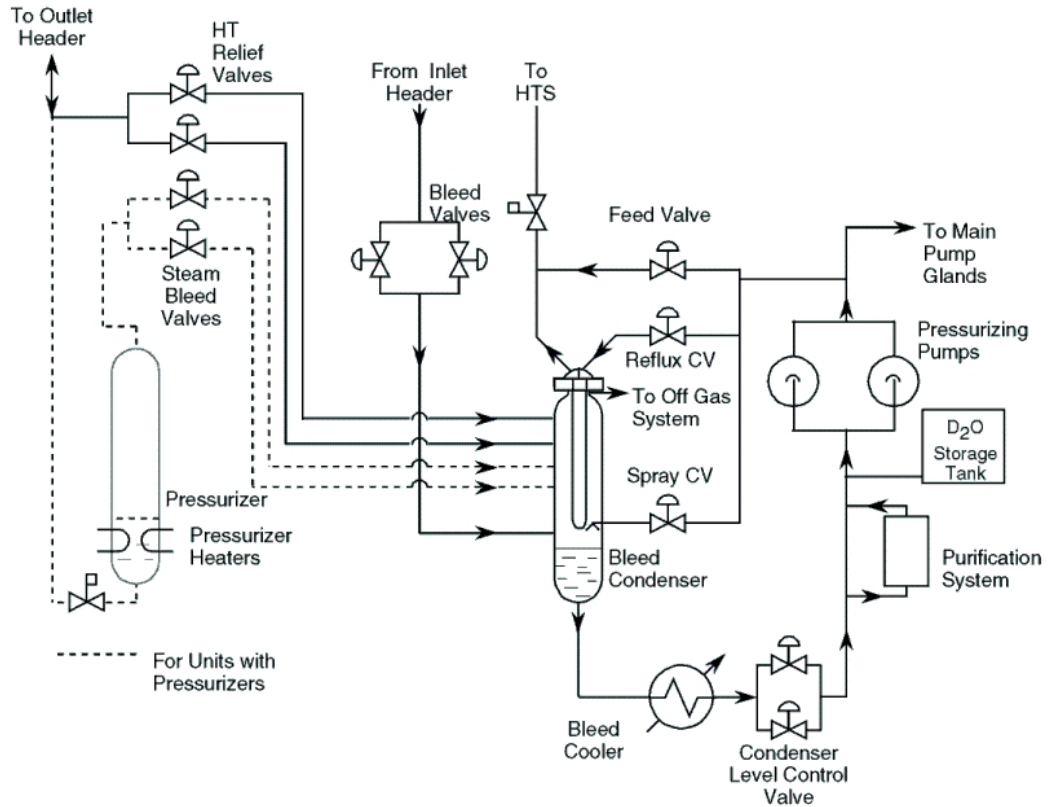 To Outlet
Header
HT
Relief
Valves
From Inlet
Header
To
HTS
Bleed
Valves
Feed Valve
To Main
Pump
Glands
Steam
Bleed
Valves
Reflux CV
Pressurizing
Pumps
To Off Gas
System
D2O
Storage
Tank
Spray CV
Pressurizer
Pressurizer
Heaters
Bleed
Condenser
Purification
System
For Units with
Pressurizers
Bleed
Cooler
Condenser
Level Control
Valve